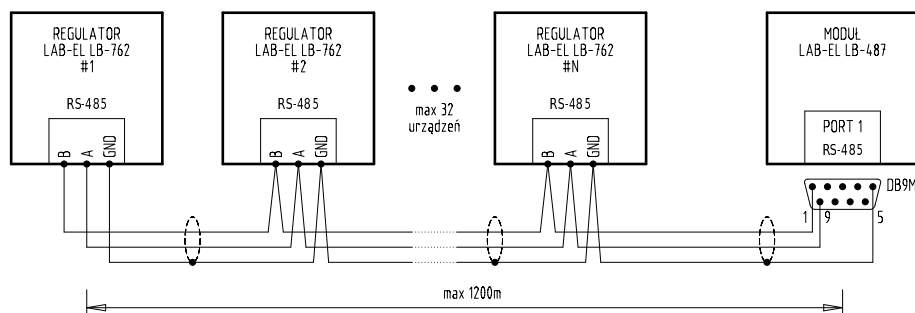 REGULATOR
LAB-EL LB-762
#1
RS-485
B A GND
REGULATOR
LAB-EL LB-762
#2
RS-485
B A GND
max 32
urządzeń
REGULATOR
LAB-EL LB-762
#N
RS-485
B A GND
MODUŁ
LAB-EL LB-487
PORT 1
RS-485
DB9M
1 9 5
max 1200m